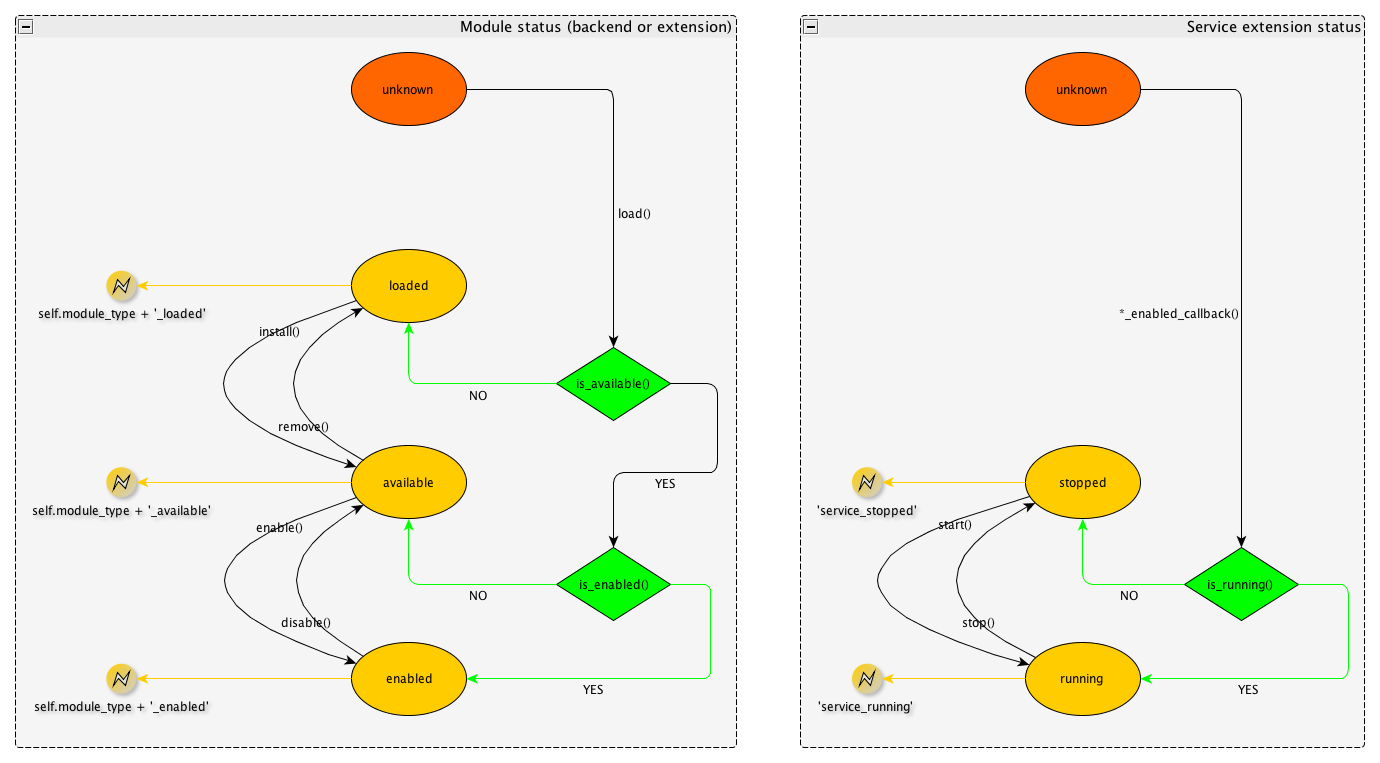 Module status (backend or extension)
unknown
load()
loaded
self.module_type + '_loaded'
install()
is_available()
NO
remove()
available
YES
self.module_type + '_available'
enable()
is_enabled()
NO
disable()
enabled
YES
self.module_type + '_enabled'
Service extension status
unknown
*_enabled_callback()
stopped
'service_stopped'
start()
is_running()
NO
stop()
running
YES
'service_running'